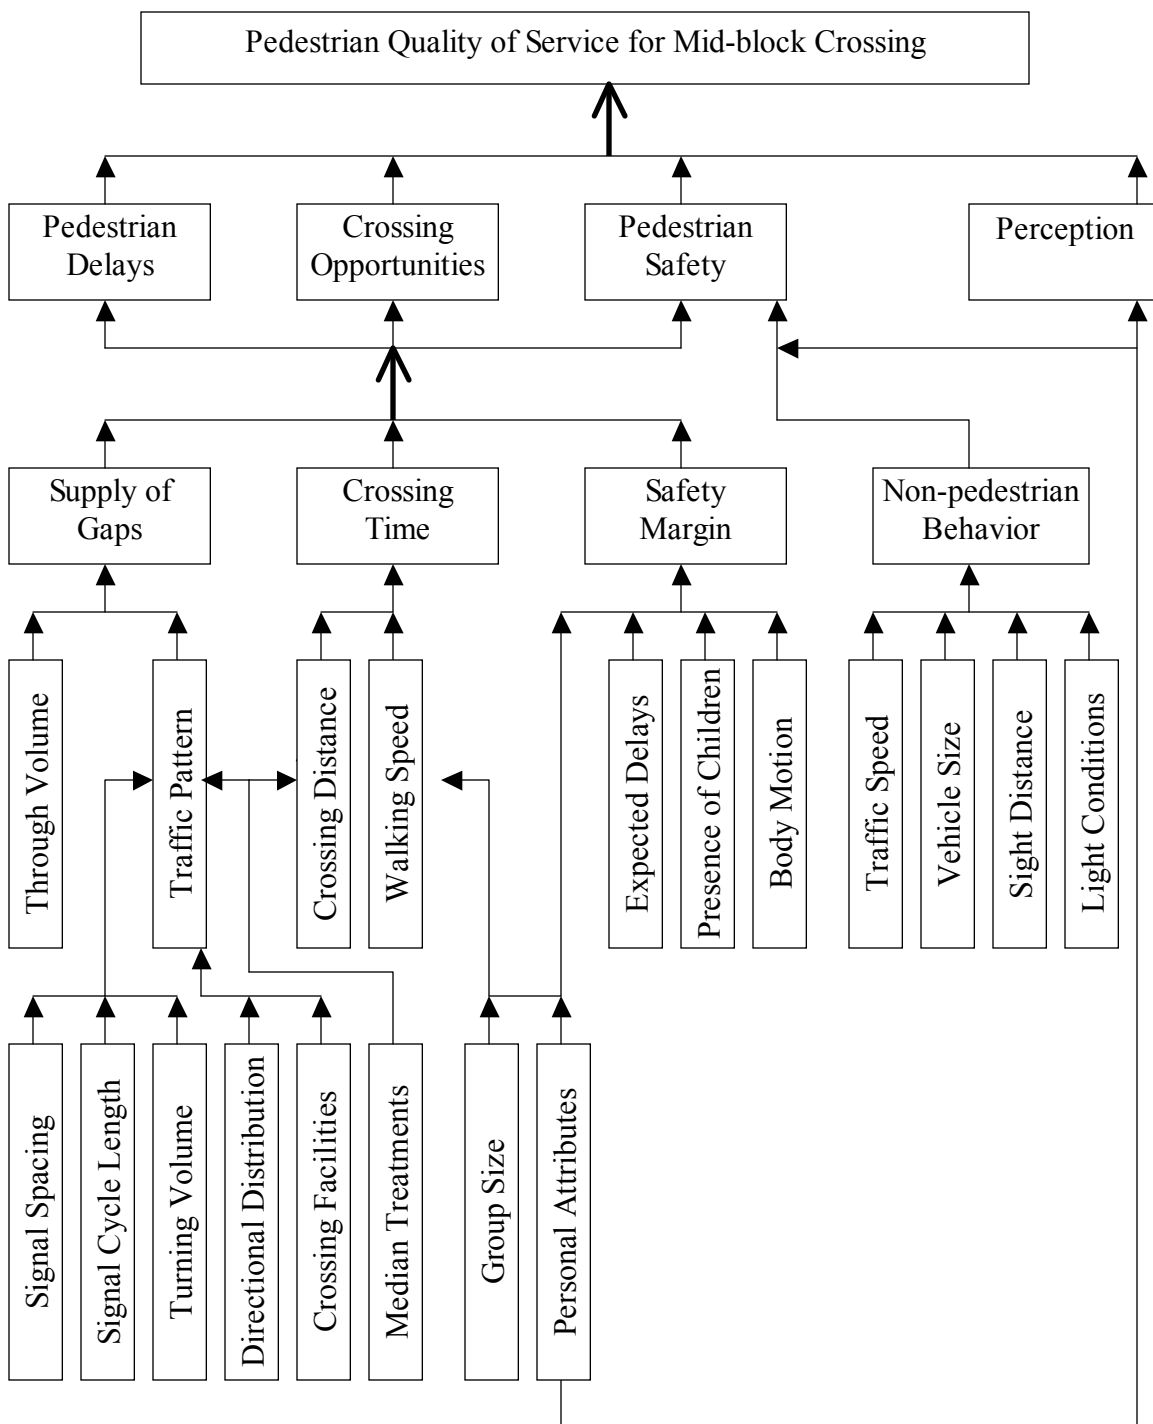 Pedestrian Quality of Service for Mid-block Crossing
Pedestrian
Delays
Crossing
Opportunities
Pedestrian
Safety
Perception
Supply of
Gaps
Crossing
Time
Safety
Margin
Non-pedestrian
Behavior
Through Volume
Traffic Pattern
Crossing Distance
Walking Speed
Expected Delays
Presence of Children
Body Motion
Traffic Speed
Vehicle Size
Sight Distance
Light Conditions
Signal Spacing
Signal Cycle Length
Turning Volume
Directional Distribution
Crossing Facilities
Median Treatments
Group Size
Personal Attributes